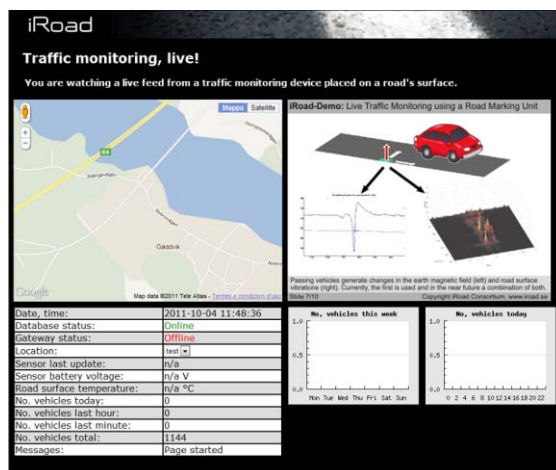 iRoad
Traffic monitoring, live!
You are watching a live feed from a traffic monitoring device placed on a road's surface.
Mappa Satellite
E4
Gäddvik
Google
Map data ©2011 Tele Atlas - Termini e condizioni d'uso
iRoad-Demo: Live Traffic Monitoring using a Road Marking Unit
Passing vehicles generate changes in the earth magnetic field (left) and road surface
vibrations (right). Currently, the first is used and in the near future a combination of both.
Slide 7/10 Copyright iRoad Consortium, www.iroad.se
Date, time: 2011-10-04 11:48:36
Database status: Online
Gateway status: Offline
Location: test
Sensor last update: n/a
Sensor battery voltage: n/a V
Road surface temperature: n/a ºC
No. vehicles today: 0
No. vehicles last hour: 0
No. vehicles last minute: 0
No. vehicles total: 1144
Messages: Page started
No, vehicles this week
1.0
0.5
0.0
Mon Tue Wed Thu Fri Sat Sun
No, vehicles today
1.0
0.5
0.0
0 2 4 6 8 10 12 14 16 18 20 22